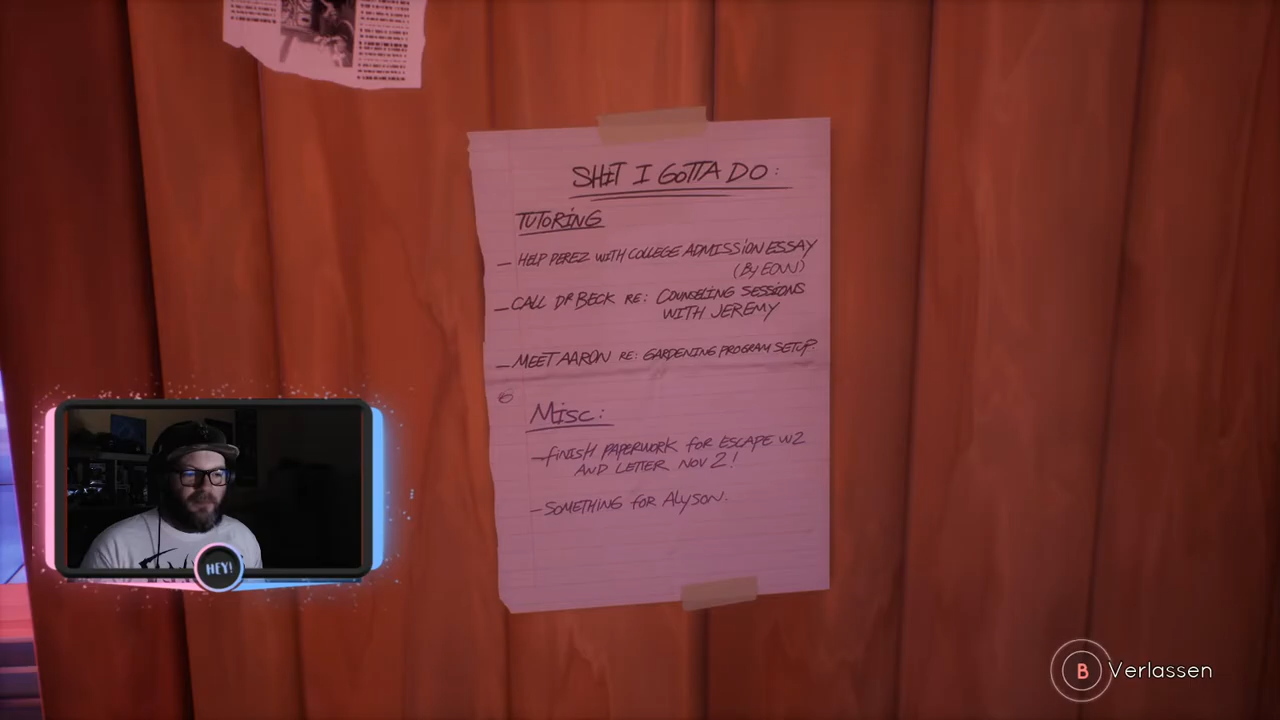 SHIT I GOTTA DO:
TUTORING
- HELP PEREZ WITH COLLEGE ADMISSION ESSAY
(By EOW)
- CALL DR BECK RE: COUNSELING SESSIONS
WITH JEREMY
- MEET AARON RE: GARDENING PROGRAM SETUP.
Misc:
- FINISH PAPERWORK FOR ESCAPE W2
AND LETTER NOV 2!
- SOMETHING FOR ALYSON.
HEY!
B Verlassen